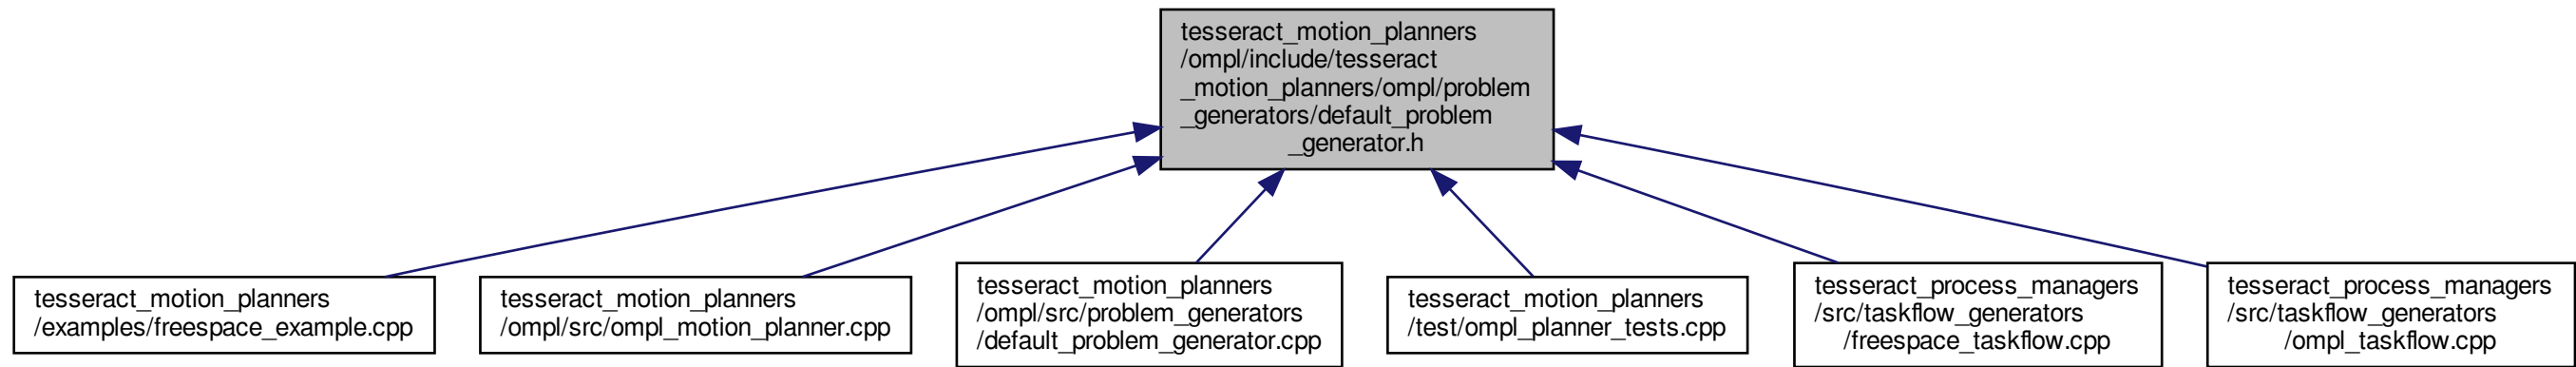 tesseract_motion_planners
/ompl/include/tesseract
_motion_planners/ompl/problem
_generators/default_problem
_generator.h
tesseract_motion_planners
/examples/freespace_example.cpp
tesseract_motion_planners
/ompl/src/ompl_motion_planner.cpp
tesseract_motion_planners
/ompl/src/problem_generators
/default_problem_generator.cpp
tesseract_motion_planners
/test/ompl_planner_tests.cpp
tesseract_process_managers
/src/taskflow_generators
/freespace_taskflow.cpp
tesseract_process_managers
/src/taskflow_generators
/ompl_taskflow.cpp